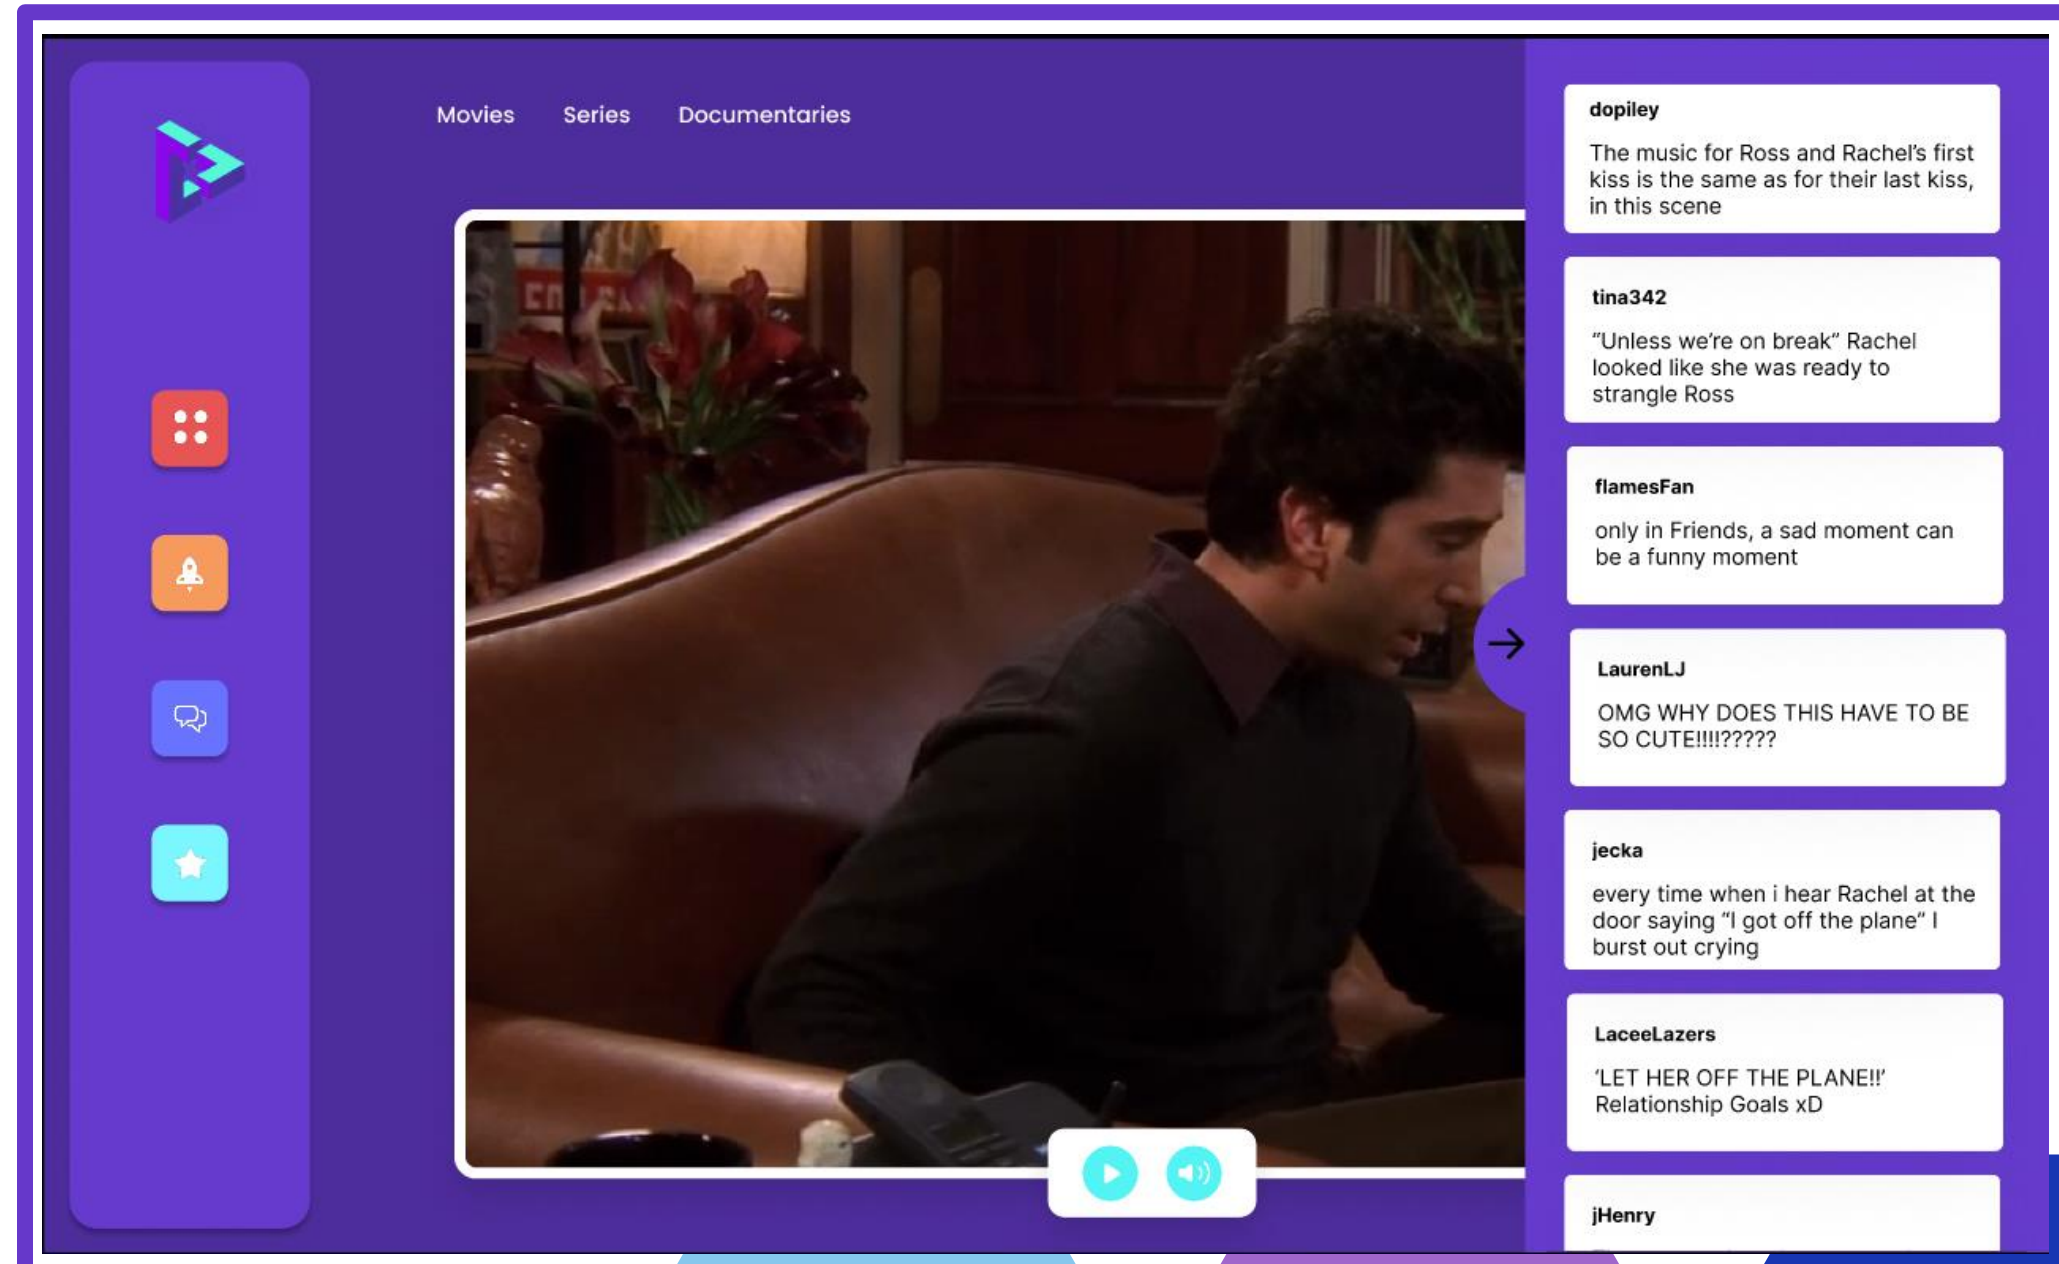 Movies Series Documentaries
dopiley
The music for Ross and Rachel’s first
kiss is the same as for their last kiss,
in this scene
tina342
“Unless we’re on break” Rachel
looked like she was ready to
strangle Ross
flamesFan
only in Friends, a sad moment can
be a funny moment
LaurenLJ
OMG WHY DOES THIS HAVE TO BE
SO CUTE!!!!?????
jecka
every time when i hear Rachel at the
door saying “I got off the plane” I
burst out crying
LaceeLazers
‘LET HER OFF THE PLANE!!’
Relationship Goals xD
jHenry